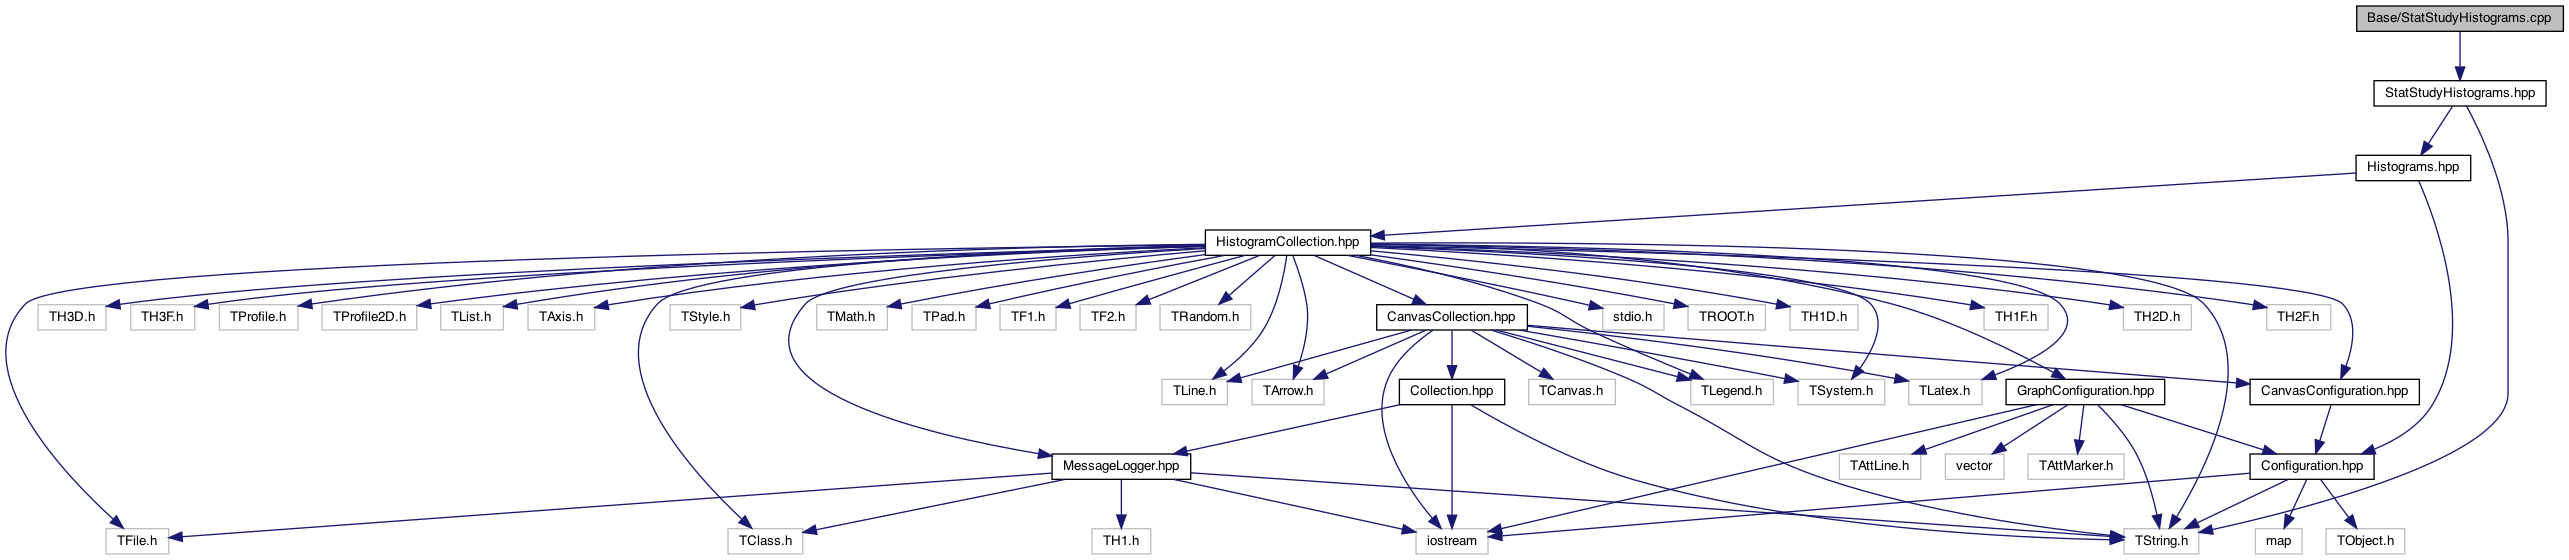 Base/StatStudyHistograms.cpp
StatStudyHistograms.hpp
Histograms.hpp
HistogramCollection.hpp
TH3D.h
TH3F.h
TProfile.h
TProfile2D.h
TList.h
TAxis.h
TStyle.h
TMath.h
TPad.h
TF1.h
TF2.h
TRandom.h
CanvasCollection.hpp
stdio.h
TROOT.h
TH1D.h
TH1F.h
TH2D.h
TH2F.h
TLine.h
TArrow.h
Collection.hpp
TCanvas.h
TLegend.h
TSystem.h
TLatex.h
GraphConfiguration.hpp
CanvasConfiguration.hpp
MessageLogger.hpp
TAttLine.h
vector
TAttMarker.h
Configuration.hpp
TFile.h
TClass.h
TH1.h
iostream
TString.h
map
TObject.h